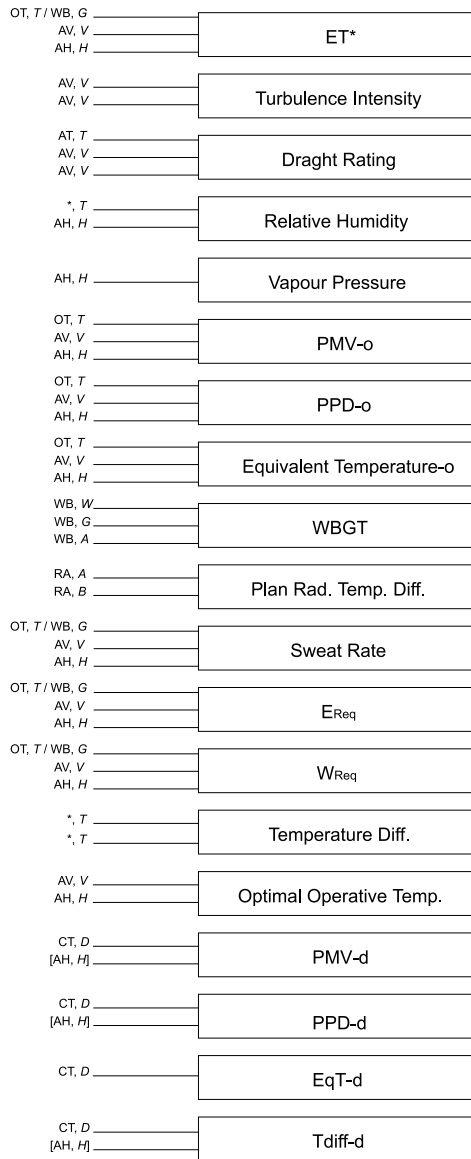 OT, T / WB, G
AV, V
AH, H
ET*
AV, V
AV, V
Turbulence Intensity
AT, T
AV, V
AV, V
Draght Rating
*, T
AH, H
Relative Humidity
AH, H
Vapour Pressure
OT, T
AV, V
AH, H
PMV-o
OT, T
AV, V
AH, H
PPD-o
OT, T
AV, V
AH, H
Equivalent Temperature-o
WB, W
WB, G
WB, A
WBGT
RA, A
RA, B
Plan Rad. Temp. Diff.
OT, T / WB, G
AV, V
AH, H
Sweat Rate
OT, T / WB, G
AV, V
AH, H
EReq
OT, T / WB, G
AV, V
AH, H
WReq
*, T
*, T
Temperature Diff.
AV, V
AH, H
Optimal Operative Temp.
CT, D
[AH, H]
PMV-d
CT, D
[AH, H]
PPD-d
CT, D
EqT-d
CT, D
[AH, H]
Tdiff-d